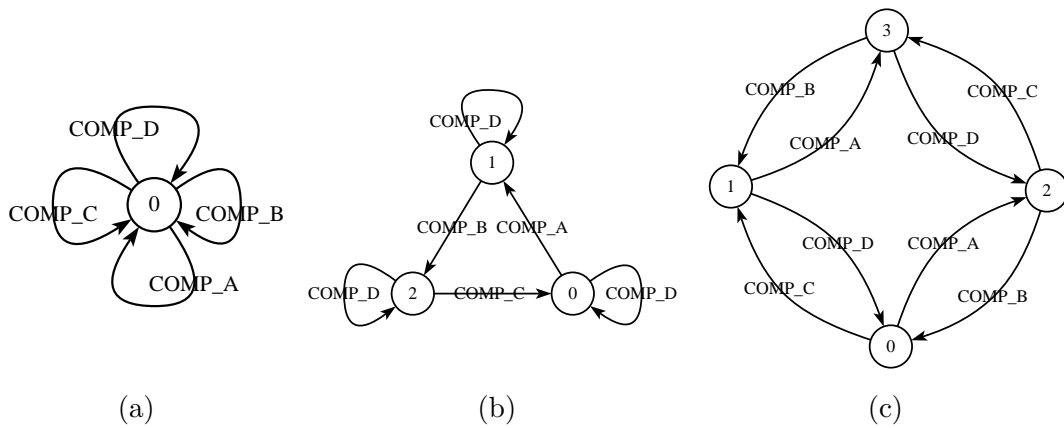 COMP_D
COMP_C
0
COMP_B
COMP_A
(a)
COMP_D
1
COMP_B
COMP_A
COMP_D
2
COMP_C
0
COMP_D
(b)
3
COMP_B
COMP_C
COMP_A
COMP_D
1
2
COMP_D
COMP_A
COMP_C
COMP_B
0
(c)